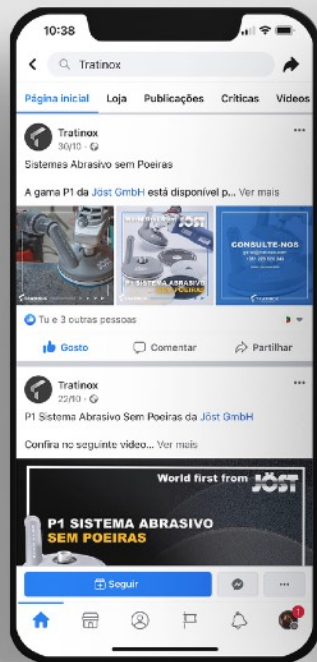 10:38
Tratinox
Página inicial Loja Publicações Críticas Vídeos
Tratinox
30/10
Sistemas Abrasivo sem Poeiras
A gama P1 da Jöst GmbH está disponível p... Ver mais
JÖST
P1 SISTEMA ABRASIVO
CONSULTE-NOS
Tu e 3 outras pessoas
Gosto Comentar Partilhar
Tratinox
22/10
P1 Sistema Abrasivo Sem Poeiras da Jöst GmbH
Confira no seguinte vídeo... Ver mais
World first from JÖST
P1 SISTEMA ABRASIVO
SEM POEIRAS
Seguir
1